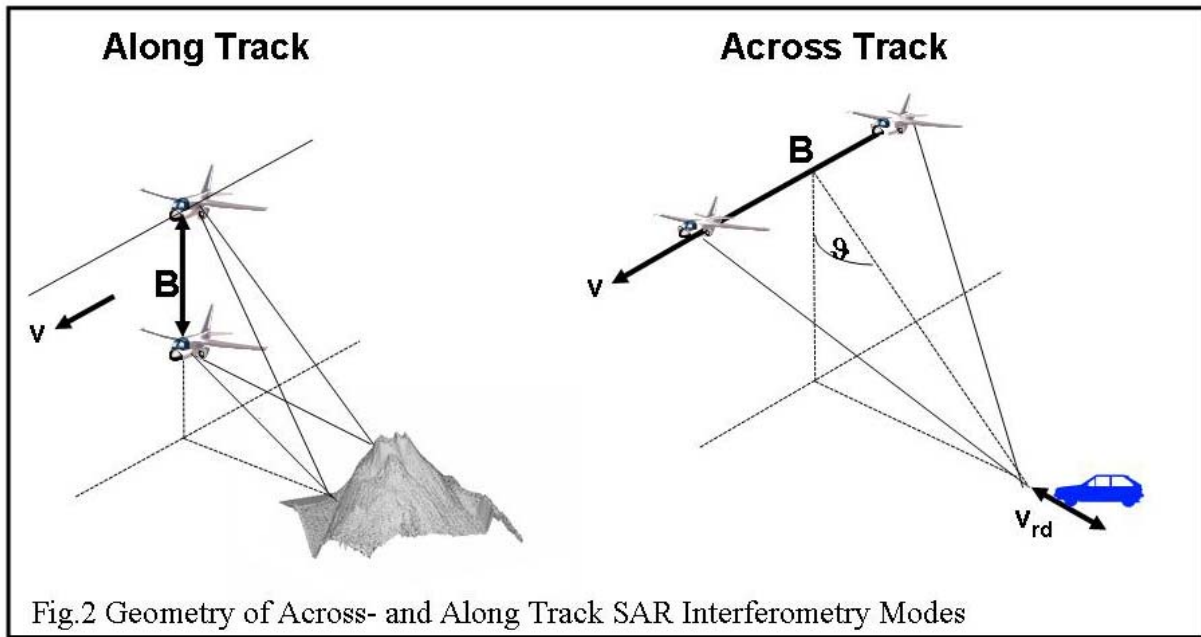 Along Track
Across Track
B
v
B
ϑ
v
v_rd
Fig.2 Geometry of Across- and Along Track SAR Interferometry Modes